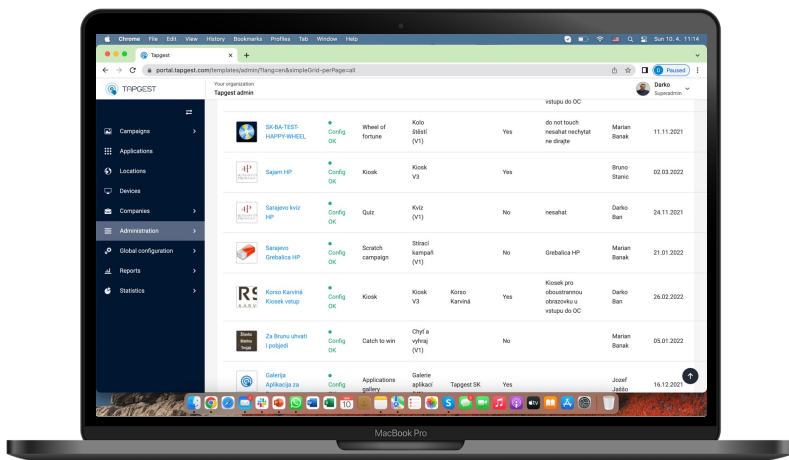 Chrome File Edit View History Bookmarks Profiles Tab Window Help
Sun 10. 4. 11:14
Tapgest
portal.tapgest.com/templates/admin/?lang=en&simpleGrid-perPage=all
D Paused
TAPGEST
Your organization
Tapgest admin
Darko
Superadmin
Campaigns
Applications
Locations
Devices
Companies
Administration
Global configuration
Reports
Statistics
vstupu do OC
SK-BA-TEST-
HAPPY-WHEEL
Config
OK
Wheel of
fortune
Kolo
štěstí
(V1)
Yes
do not touch
nesahat nechytat
ne dirajte
Marian
Banak
11.11.2021
Sajam HP
Config
OK
Kiosk
Kiosk
V3
Yes
Bruno
Stanic
02.03.2022
Sarajevo kviz
HP
Config
OK
Quiz
Kvíz
(V1)
No
nesahat
Darko
Ban
24.11.2021
Sarajevo
Grebalica HP
Config
OK
Scratch
campaign
Stírací
kampaň
(V1)
No
Grebalica HP
Marian
Banak
21.01.2022
RS
Korso Karviná
Kiosek vstup
Config
OK
Kiosk
Kiosk
V3
Korso
Karviná
Yes
Kiosek pro
oboustrannou
obrazovku u
vstupu do OC
Darko
Ban
26.02.2022
Za Brunu uhvati
i pobjedi
Config
OK
Catch to win
Chyť a
vyhraj
(V1)
No
Marian
Banak
05.01.2022
Galerija
Aplikacija za
Config
Applications
gallery
Galerie
aplikací
Tapgest SK
Yes
Jozef
16.12.2021
MacBook Pro